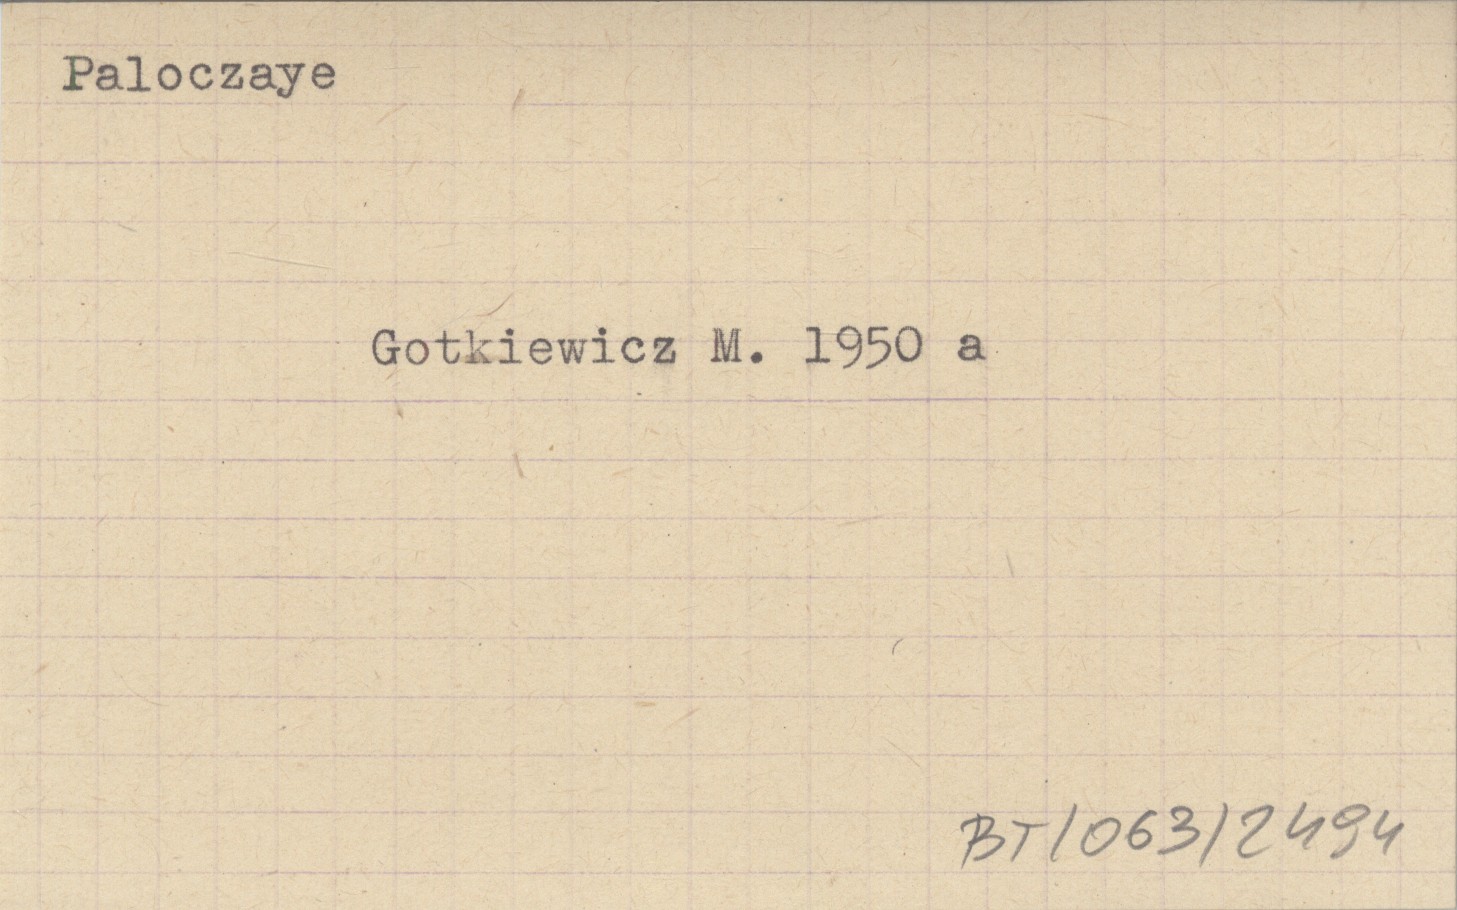 Paloczaye
Gotkiewicz M. 1950 a
BT/063/2494